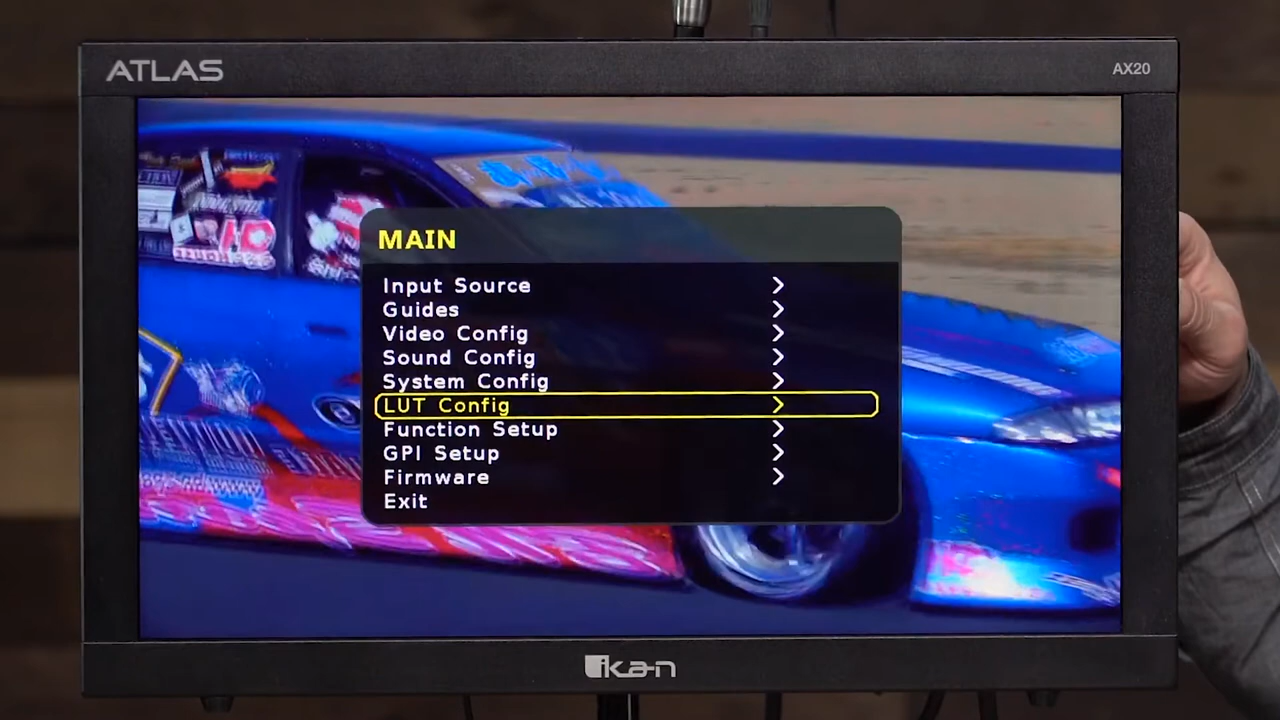 ATLAS
AX20
MAIN
Input Source
Guides
Video Config
Sound Config
System Config
LUT Config
Function Setup
GPI Setup
Firmware
Exit
ikan